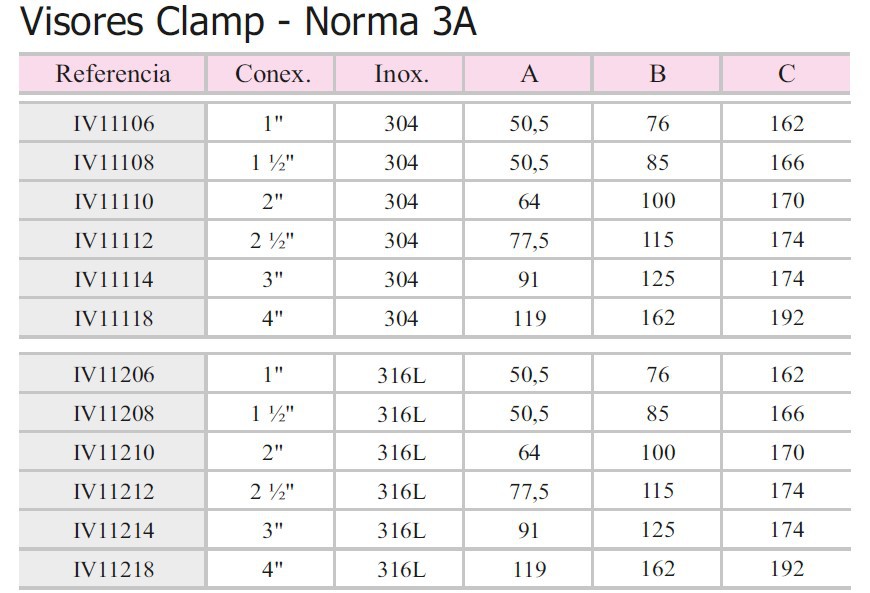 Visores Clamp - Norma 3A
Referencia Conex. Inox. A B C
IV11106 1" 304 50,5 76 162
IV11108 1 ½" 304 50,5 85 166
IV11110 2" 304 64 100 170
IV11112 2 ½" 304 77,5 115 174
IV11114 3" 304 91 125 174
IV11118 4" 304 119 162 192
IV11206 1" 316L 50,5 76 162
IV11208 1 ½" 316L 50,5 85 166
IV11210 2" 316L 64 100 170
IV11212 2 ½" 316L 77,5 115 174
IV11214 3" 316L 91 125 174
IV11218 4" 316L 119 162 192